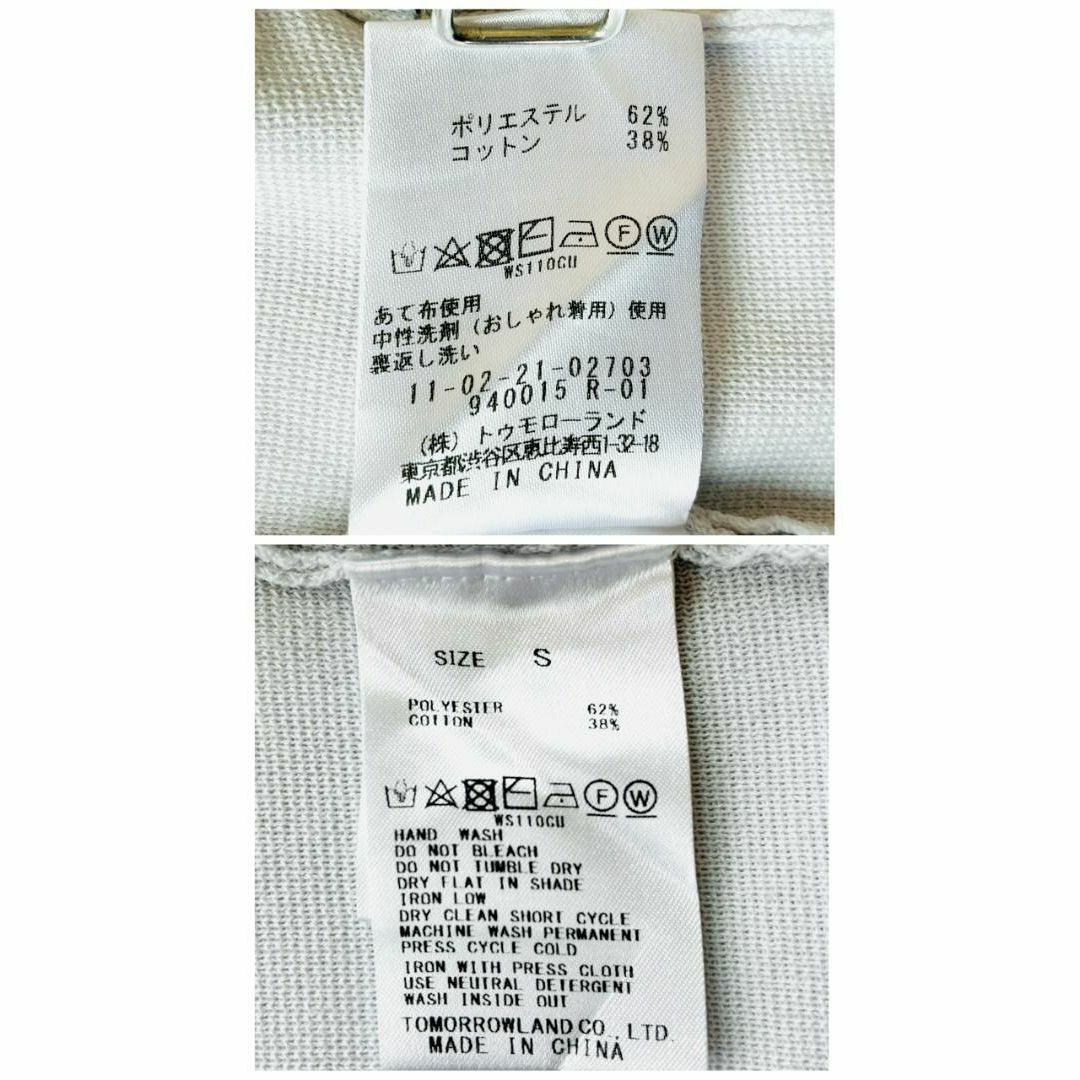 ポリエステル 62%
コットン 38%
F W
WS110CU
あて布使用
中性洗剤（おしゃれ着用）使用
裏返し洗い
11-02-21-02703
940015 R-01
（株）トゥモローランド
東京都渋谷区恵比寿西1-32-18
MADE IN CHINA
SIZE S
POLYESTER 62%
COTTON 38%
F W
WS110CU
HAND WASH
DO NOT BLEACH
DO NOT TUMBLE DRY
DRY FLAT IN SHADE
IRON LOW
DRY CLEAN SHORT CYCLE
MACHINE WASH PERMANENT
PRESS CYCLE COLD
IRON WITH PRESS CLOTH
USE NEUTRAL DETERGENT
WASH INSIDE OUT
TOMORROWLAND CO., LTD.
MADE IN CHINA